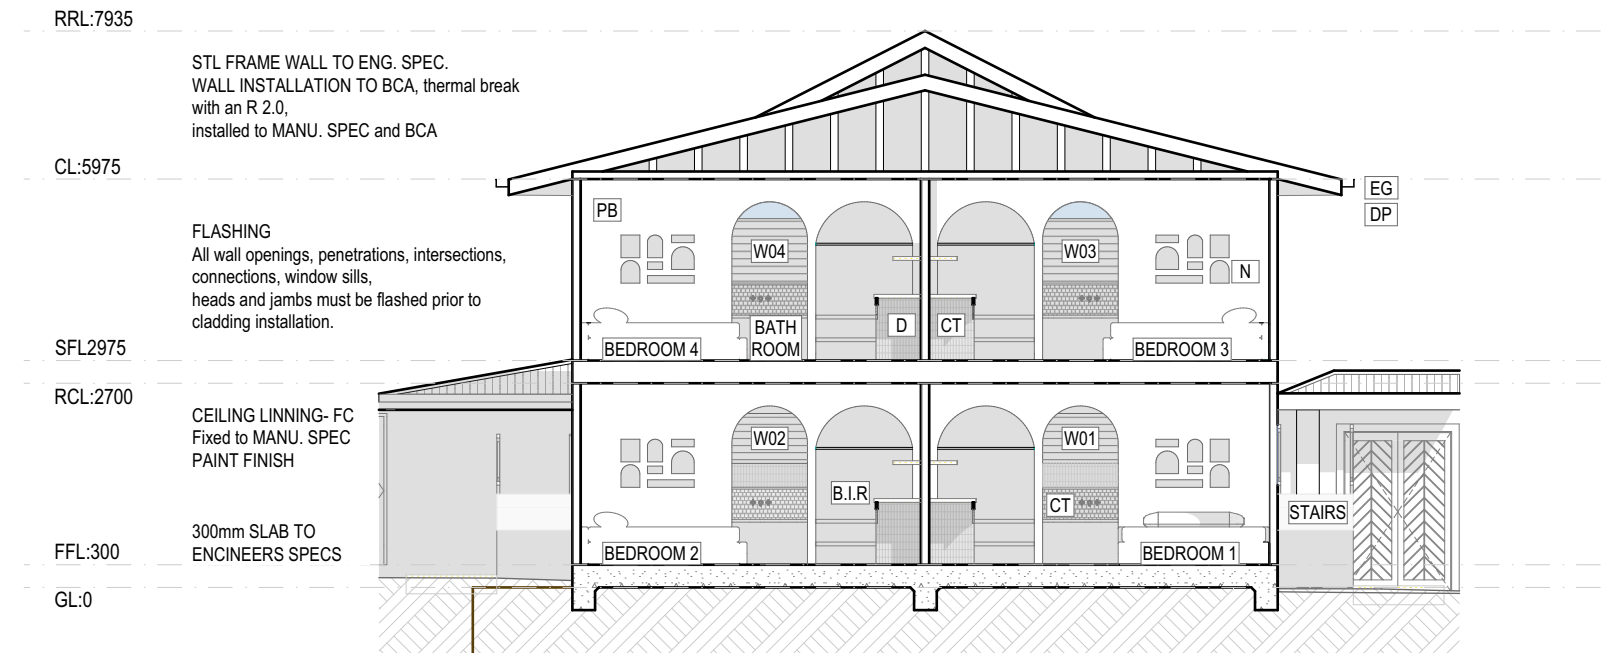 RRL:7935
STL FRAME WALL TO ENG. SPEC.
WALL INSTALLATION TO BCA, thermal break
with an R 2.0,
installed to MANU. SPEC and BCA
CL:5975
EG
DP
PB
FLASHING
All wall openings, penetrations, intersections,
connections, window sills,
heads and jambs must be flashed prior to
cladding installation.
W04
W03
N
D
CT
BATH
ROOM
BEDROOM 4
BEDROOM 3
SFL2975
RCL:2700
CEILING LINNING- FC
Fixed to MANU. SPEC
PAINT FINISH
W02
W01
B.I.R
CT
STAIRS
300mm SLAB TO
ENCINEERS SPECS
BEDROOM 2
BEDROOM 1
FFL:300
GL:0